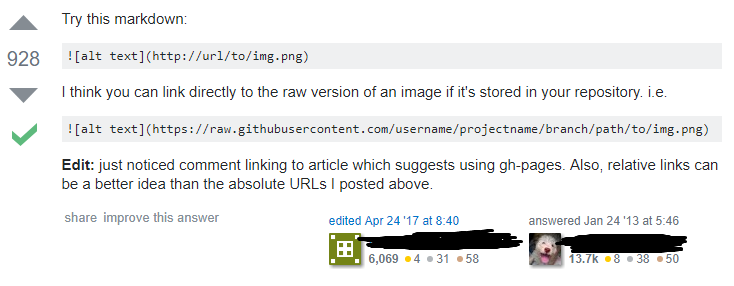 Try this markdown:
928
![alt text](http://url/to/img.png)
I think you can link directly to the raw version of an image if it's stored in your repository. i.e.
![alt text](https://raw.githubusercontent.com/username/projectname/branch/path/to/img.png)
Edit: just noticed comment linking to article which suggests using gh-pages. Also, relative links can
be a better idea than the absolute URLs I posted above.
share improve this answer
edited Apr 24 '17 at 8:40
6,069 ● 4 ● 31 ● 58
answered Jan 24 '13 at 5:46
13.7k ● 8 ● 38 ● 50